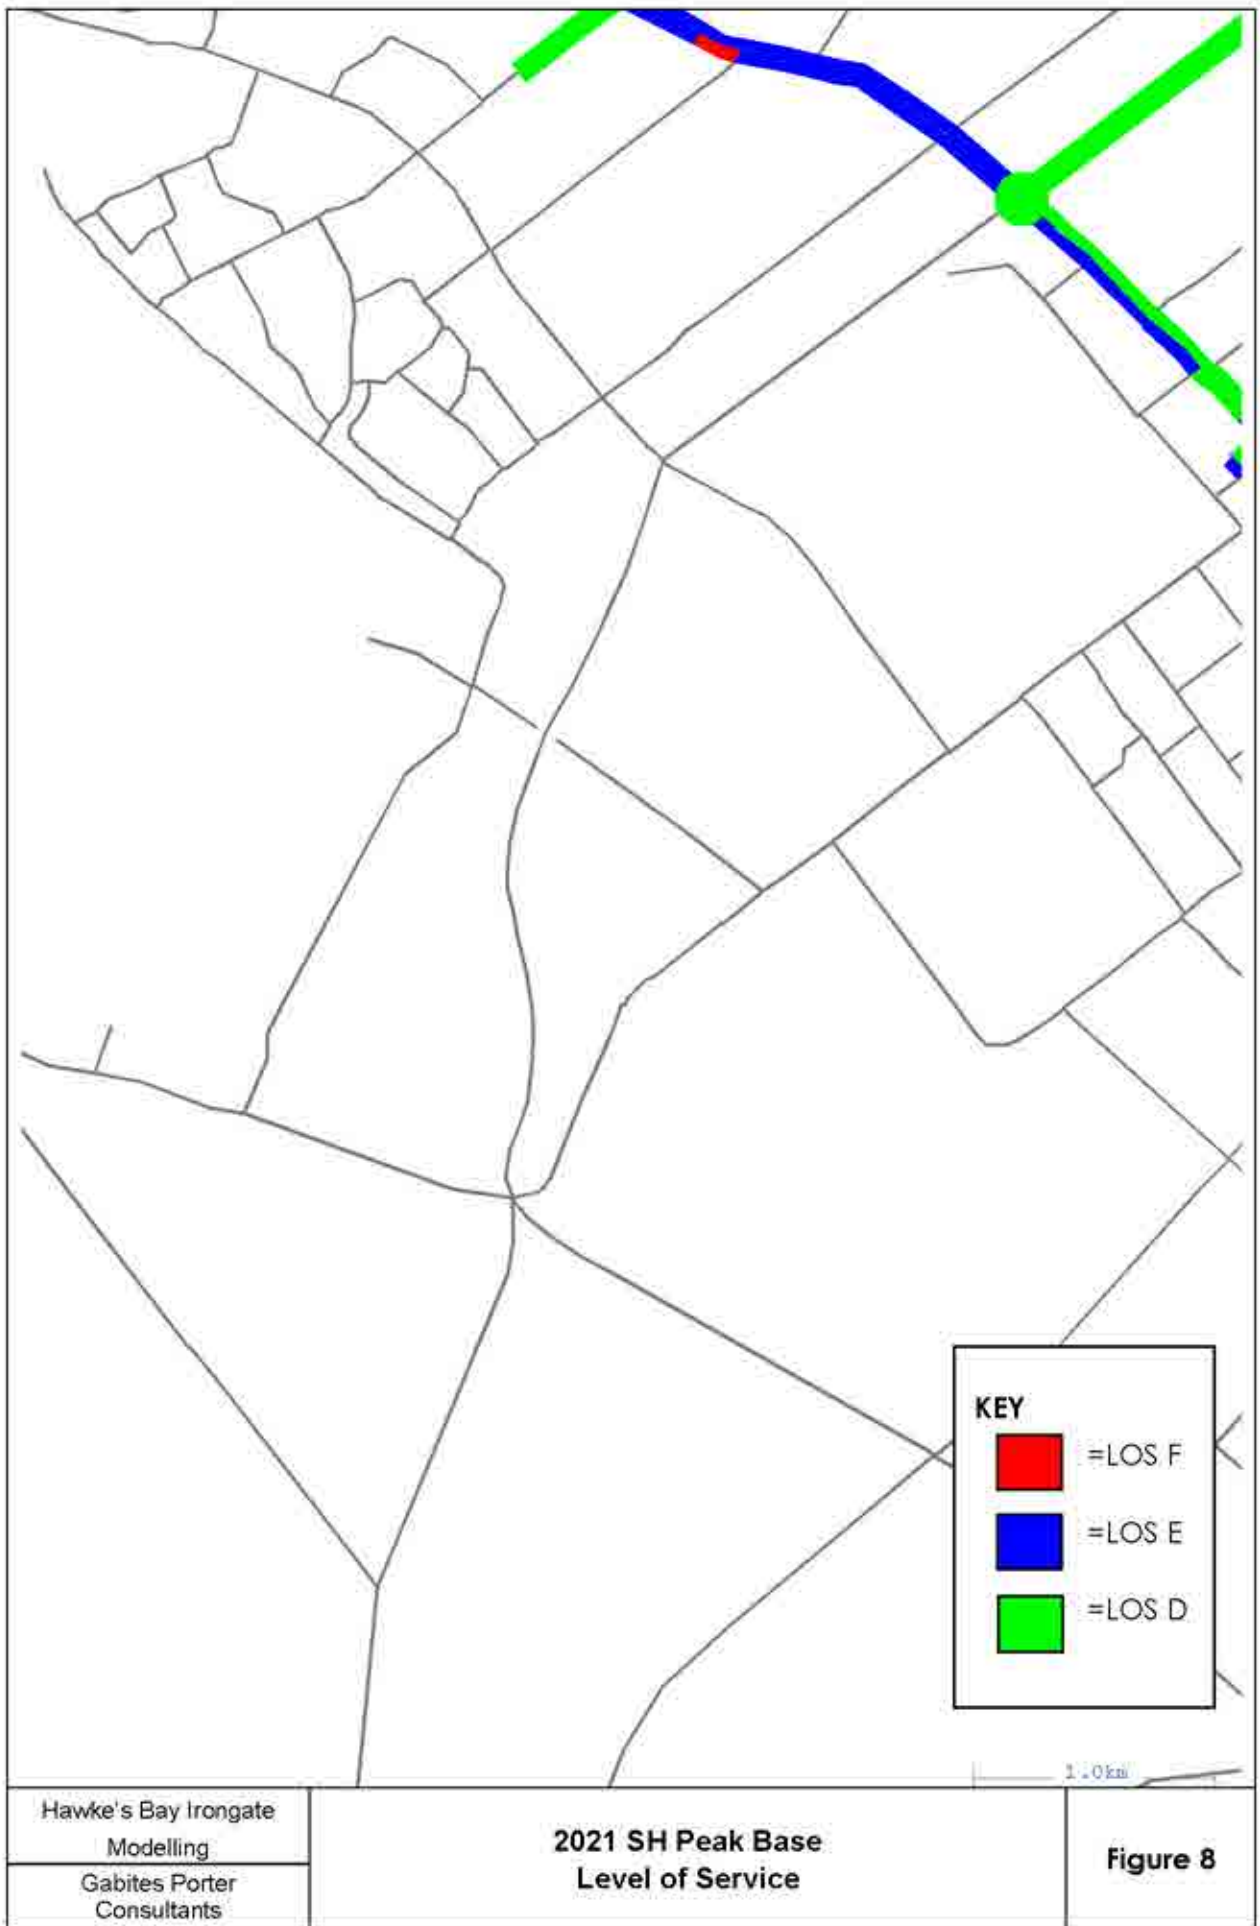 KEY
=LOS F
=LOS E
=LOS D
1.0km
Hawke's Bay Irongate
Modelling
Gabites Porter
Consultants
2021 SH Peak Base
Level of Service
Figure 8